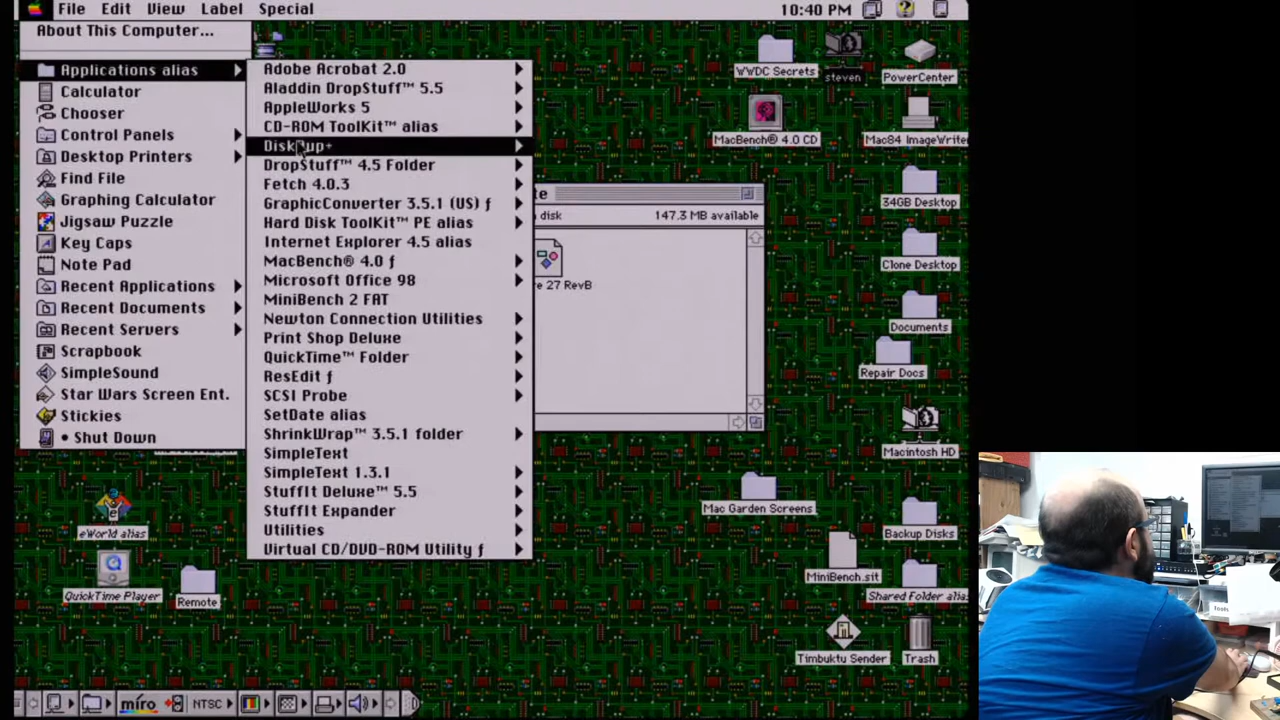 File Edit View Label Special 10:40 PM
About This Computer...
Applications alias
Calculator
Chooser
Control Panels
Desktop Printers
Find File
Graphing Calculator
Jigsaw Puzzle
Key Caps
Note Pad
Recent Applications
Recent Documents
Recent Servers
Scrapbook
SimpleSound
Star Wars Screen Ent.
Stickies
• Shut Down
Adobe Acrobat 2.0
Aladdin DropStuff™ 5.5
AppleWorks 5
CD-ROM ToolKit™ alias
DropStuff™ 4.5 Folder
Fetch 4.0.3
GraphicConverter 3.5.1 (US) ƒ
Hard Disk ToolKit™ PE alias
Internet Explorer 4.5 alias
MacBench® 4.0 ƒ
Microsoft Office 98
MiniBench 2 FAT
Newton Connection Utilities
Print Shop Deluxe
QuickTime™ Folder
ResEdit ƒ
SCSI Probe
SetDate alias
ShrinkWrap™ 3.5.1 folder
SimpleText
SimpleText 1.3.1
StuffIt Deluxe™ 5.5
StuffIt Expander
Utilities
Virtual CD/DVD-ROM Utility ƒ
disk 147.3 MB available
27 RevB
WWDC Secrets
steven
PowerCenter
MacBench® 4.0 CD
Mac84 ImageWrite
34GB Desktop
Clone Desktop
Documents
Repair Docs
Macintosh HD
Mac Garden Screens
Backup Disks
MiniBench.sit
Shared Folder alia
Timbuktu Sender
Trash
eWorld alias
QuickTime Player
Remote
miro
NTSC